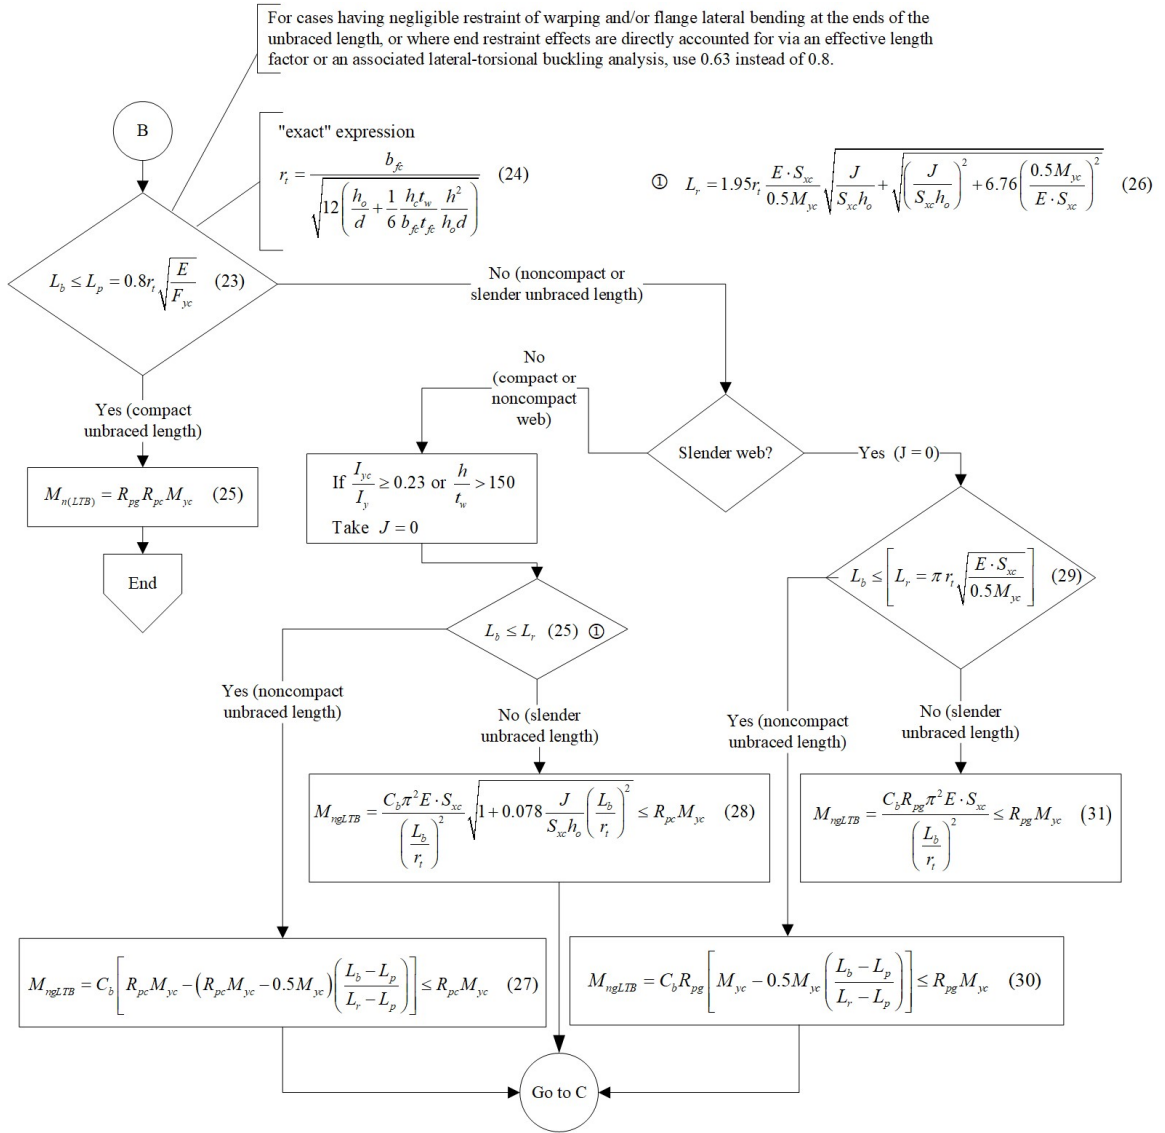 For cases having negligible restraint of warping and/or flange lateral bending at the ends of the
unbraced length, or where end restraint effects are directly accounted for via an effective length
factor or an associated lateral-torsional buckling analysis, use 0.63 instead of 0.8.
B
"exact" expression
r_t = b_fc / √(12(h_o/d + 1/6 h_c t_w/b_fc t_fc h²/h_o d)) (24)
① L_r = 1.95r_t E·S_xc/0.5M_yc √(J/S_xc h_o + √((J/S_xc h_o)² + 6.76(0.5M_yc/E·S_xc)²)) (26)
L_b ≤ L_p = 0.8r_t √(E/F_yc) (23)
No (noncompact or
slender unbraced length)
Yes (compact
unbraced length)
M_n(LTB) = R_pg R_pc M_yc (25)
End
No
(compact or
noncompact
web)
Slender web?
Yes (J = 0)
If I_yc/I_y ≥ 0.23 or h/t_w > 150
Take J = 0
L_b ≤ [L_r = π r_t √(E·S_xc/0.5M_yc)] (29)
L_b ≤ L_r (25) ①
Yes (noncompact
unbraced length)
No (slender
unbraced length)
Yes (noncompact
unbraced length)
No (slender
unbraced length)
M_ngLTB = C_b π² E·S_xc/(L_b/r_t)² √(1 + 0.078 J/S_xc h_o (L_b/r_t)²) ≤ R_pc M_yc (28)
M_ngLTB = C_b R_pg π² E·S_xc/(L_b/r_t)² ≤ R_pg M_yc (31)
M_ngLTB = C_b [R_pc M_yc − (R_pc M_yc − 0.5M_yc)(L_b − L_p/L_r − L_p)] ≤ R_pc M_yc (27)
M_ngLTB = C_b R_pg [M_yc − 0.5M_yc (L_b − L_p/L_r − L_p)] ≤ R_pg M_yc (30)
Go to C